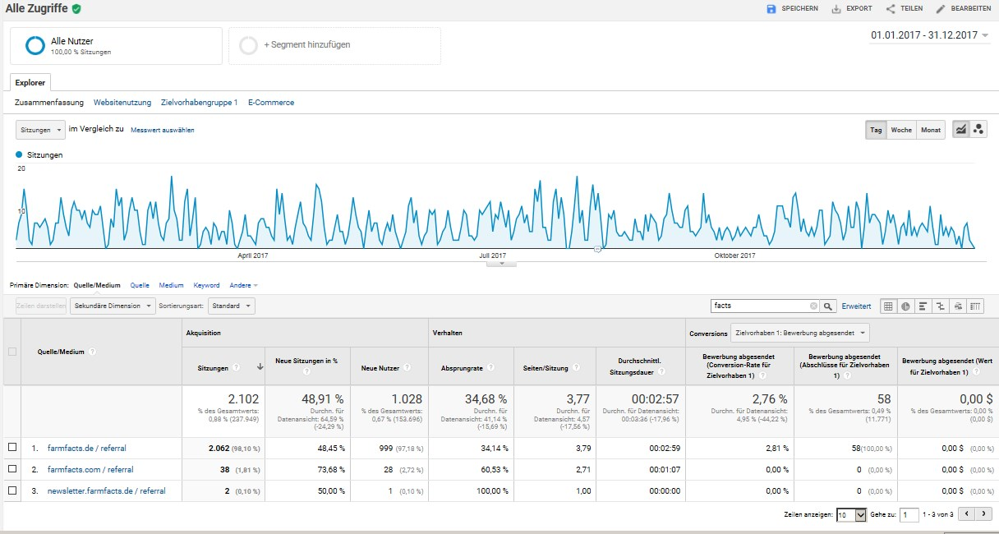 Alle Zugriffe
SPEICHERN EXPORT TEILEN BEARBEITEN
Alle Nutzer
100,00 % Sitzungen
+ Segment hinzufügen
01.01.2017 - 31.12.2017
Explorer
Zusammenfassung Websitenutzung Zielvorhabengruppe 1 E-Commerce
Sitzungen im Vergleich zu Messwert auswählen
Tag Woche Monat
Sitzungen
20
10
April 2017 Juli 2017 Oktober 2017
Primäre Dimension: Quelle/Medium Quelle Medium Keyword Andere
Zeilen darstellen Sekundäre Dimension Sortierungsart: Standard facts Erweitert
Quelle/Medium ?
Akquisition
Verhalten
Conversions Zielvorhaben 1: Bewerbung abgesendet
Sitzungen ?
Neue Sitzungen in %
?
Neue Nutzer ?
Absprungrate ?
Seiten/Sitzung ?
Durchschnittl.
Sitzungsdauer ?
Bewerbung abgesendet
(Conversion-Rate für
Zielvorhaben 1) ?
Bewerbung abgesendet
(Abschlüsse für Zielvorhaben
1) ?
Bewerbung abgesendet (Wert
für Zielvorhaben 1) ?
2.102
% des Gesamtwerts:
0,88 % (237.949)
48,91 %
Durchn. für
Datenansicht: 64,59 %
(-24,29 %)
1.028
% des Gesamtwerts:
0,67 % (153.696)
34,68 %
Durchn. für
Datenansicht: 41,14 %
(-15,69 %)
3,77
Durchn. für
Datenansicht: 4,57
(-17,56 %)
00:02:57
Durchn. für Datenansicht:
00:03:36 (-17,96 %)
2,76 %
Durchn. für Datenansicht:
4,95 % (-44,22 %)
58
% des Gesamtwerts: 0,49 %
(11.771)
0,00 $
% des Gesamtwerts: 0,00 %
(0,00 $)
1. farmfacts.de / referral 2.062 (98,10 %) 48,45 % 999 (97,18 %) 34,14 % 3,79 00:02:59 2,81 % 58(100,00 %) 0,00 $ (0,00 %)
2. farmfacts.com / referral 38 (1,81 %) 73,68 % 28 (2,72 %) 60,53 % 2,71 00:01:07 0,00 % 0 (0,00 %) 0,00 $ (0,00 %)
3. newsletter.farmfacts.de / referral 2 (0,10 %) 50,00 % 1 (0,10 %) 100,00 % 1,00 00:00:00 0,00 % 0 (0,00 %) 0,00 $ (0,00 %)
Zeilen anzeigen: 10 Gehe zu: 1 1 - 3 von 3